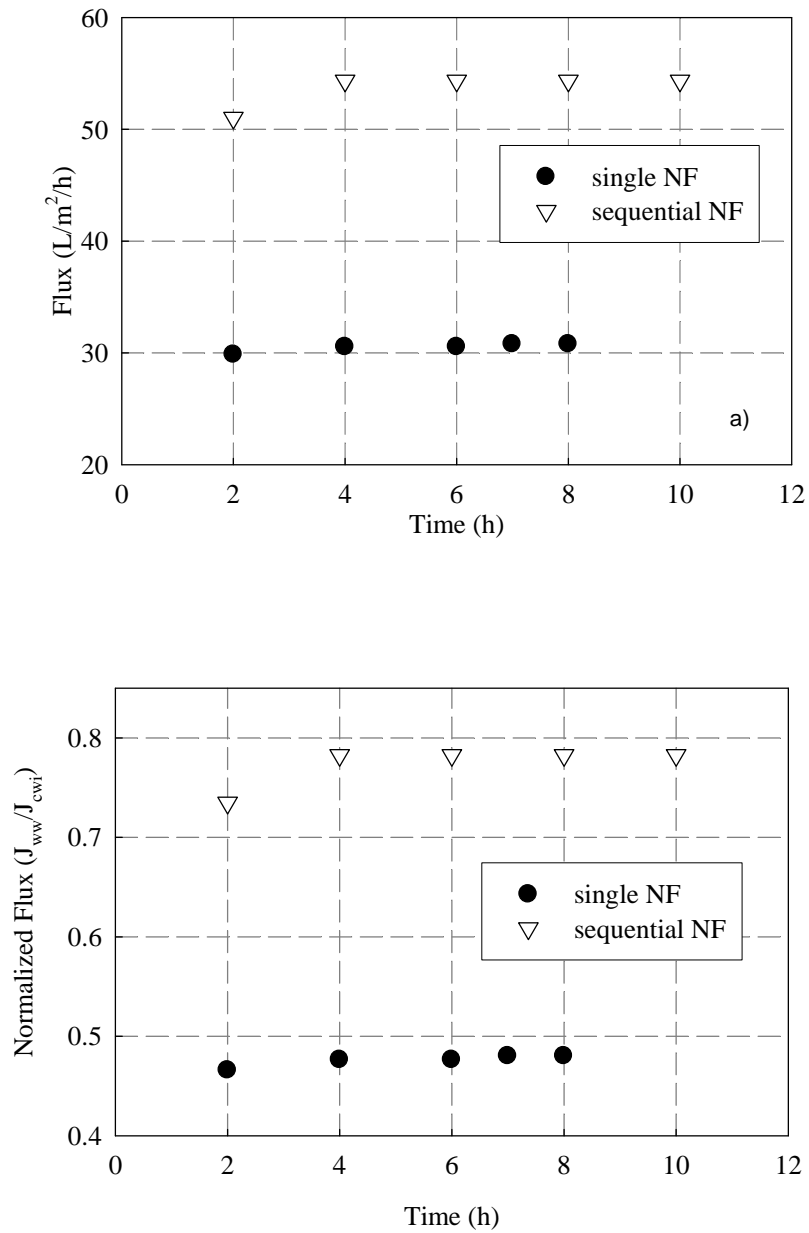 60
50
40
30
20
Flux (L/m²/h)
single NF
sequential NF
a)
0 2 4 6 8 10 12
Time (h)
0.8
0.7
0.6
0.5
0.4
Normalized Flux (J_ww/J_cwi)
single NF
sequential NF
0 2 4 6 8 10 12
Time (h)